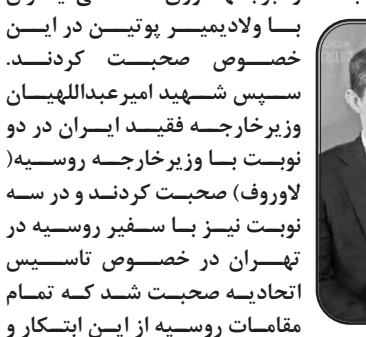 با ولادیمیر پوتین در این
خصوص صحبت کردند.
سپس شهید امیرعبداللهیان
وزیرخارجه فقید ایران در دو
نوبت با وزیرخارجه روسیه(
لاوروف) صحبت کردند و در سه
نوبت نیز با سفیر روسیه در
تهران در خصوص تاسیس
اتحادیه صحبت شد که تمام
مقامات روسیه از این ابتکار و